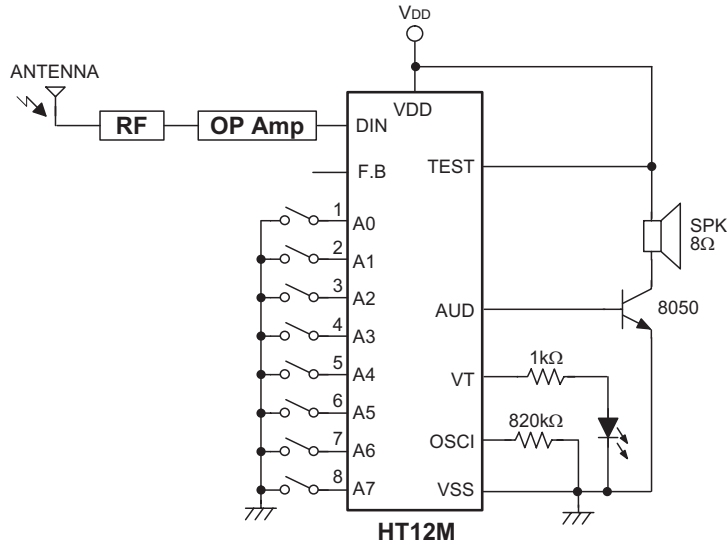 VDD
ANTENNA
RF
OP Amp
DIN
VDD
F.B
TEST
1
A0
2
A1
3
A2
4
A3
5
A4
6
A5
7
A6
8
A7
SPK
8Ω
AUD
8050
1kΩ
VT
820kΩ
OSCI
VSS
HT12M